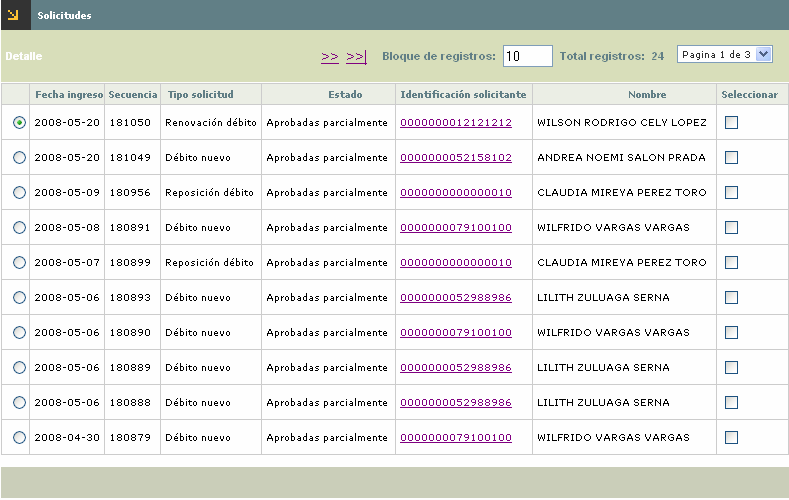 Solicitudes
Detalle >> >>| Bloque de registros: 10 Total registros: 24 Pagina 1 de 3
Fecha ingreso Secuencia Tipo solicitud Estado Identificación solicitante Nombre Seleccionar
2008-05-20 181050 Renovación débito Aprobadas parcialmente 0000000012121212 WILSON RODRIGO CELY LOPEZ
2008-05-20 181049 Débito nuevo Aprobadas parcialmente 0000000052158102 ANDREA NOEMI SALON PRADA
2008-05-09 180956 Reposición débito Aprobadas parcialmente 0000000000000010 CLAUDIA MIREYA PEREZ TORO
2008-05-08 180891 Débito nuevo Aprobadas parcialmente 0000000079100100 WILFRIDO VARGAS VARGAS
2008-05-07 180899 Reposición débito Aprobadas parcialmente 0000000000000010 CLAUDIA MIREYA PEREZ TORO
2008-05-06 180893 Débito nuevo Aprobadas parcialmente 0000000052988986 LILITH ZULUAGA SERNA
2008-05-06 180890 Débito nuevo Aprobadas parcialmente 0000000079100100 WILFRIDO VARGAS VARGAS
2008-05-06 180889 Débito nuevo Aprobadas parcialmente 0000000052988986 LILITH ZULUAGA SERNA
2008-05-06 180888 Débito nuevo Aprobadas parcialmente 0000000052988986 LILITH ZULUAGA SERNA
2008-04-30 180879 Débito nuevo Aprobadas parcialmente 0000000079100100 WILFRIDO VARGAS VARGAS